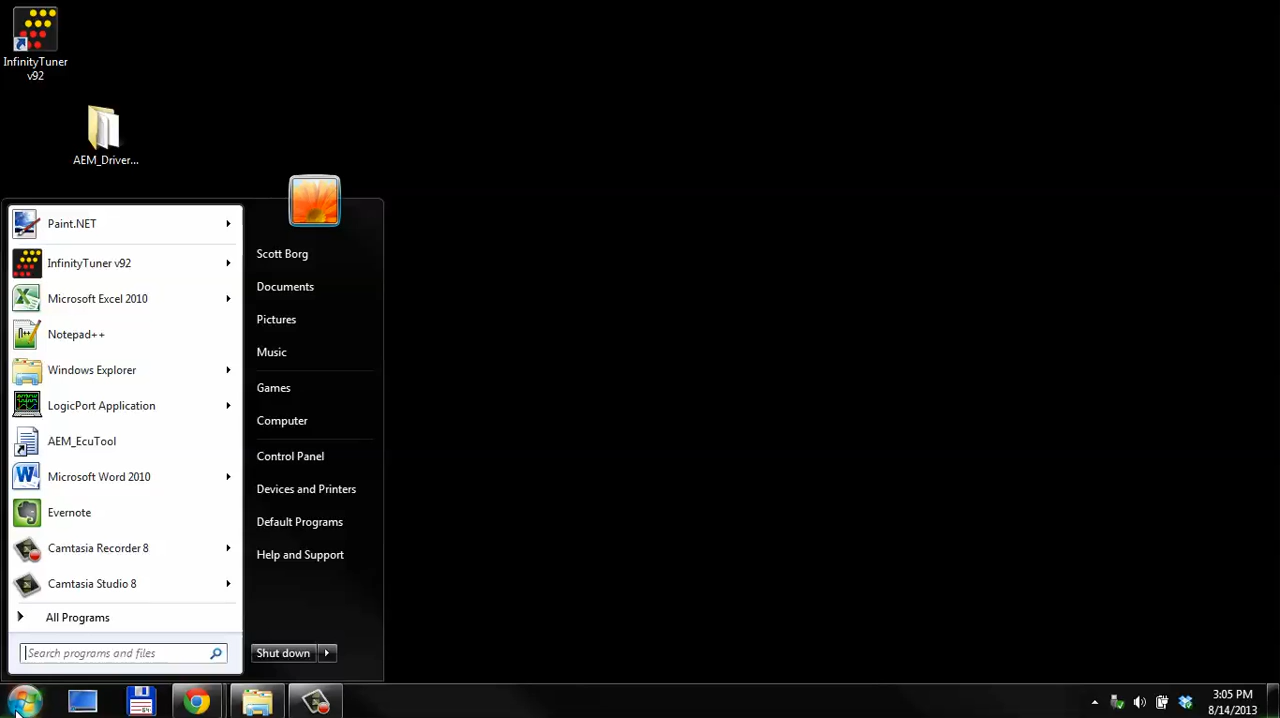 InfinityTuner
v92
AEM_Driver...
Paint.NET
InfinityTuner v92
Microsoft Excel 2010
Notepad++
Windows Explorer
LogicPort Application
AEM_EcuTool
Microsoft Word 2010
Evernote
Camtasia Recorder 8
Camtasia Studio 8
All Programs
Search programs and files
Scott Borg
Documents
Pictures
Music
Games
Computer
Control Panel
Devices and Printers
Default Programs
Help and Support
Shut down
64
3:05 PM
8/14/2013